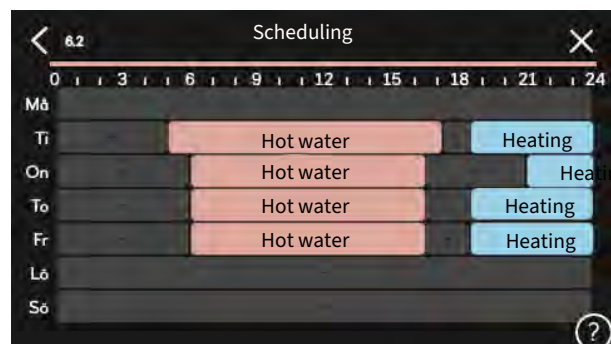 6.2 Scheduling
0 3 6 9 12 15 18 21 24
Må
Ti Hot water Heating
On Hot water Heating
To Hot water Heating
Fr Hot water Heating
Lö
Sö
?